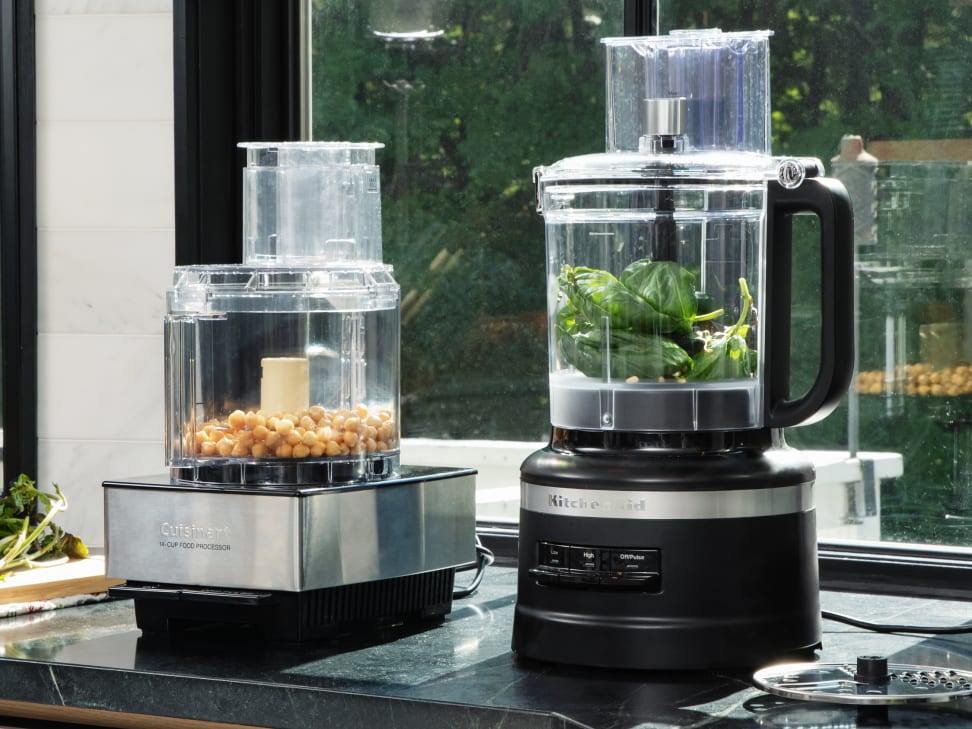 Cuisinart
14-CUP FOOD PROCESSOR
KitchenAid
Low High Off/Pulse